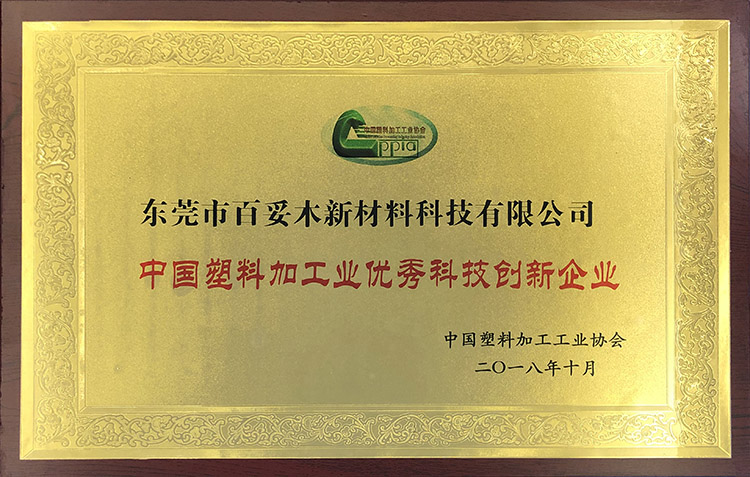 中国塑料加工工业协会
cppia
东莞市百妥木新材料科技有限公司
中国塑料加工业优秀科技创新企业
中国塑料加工工业协会
二〇一八年十月